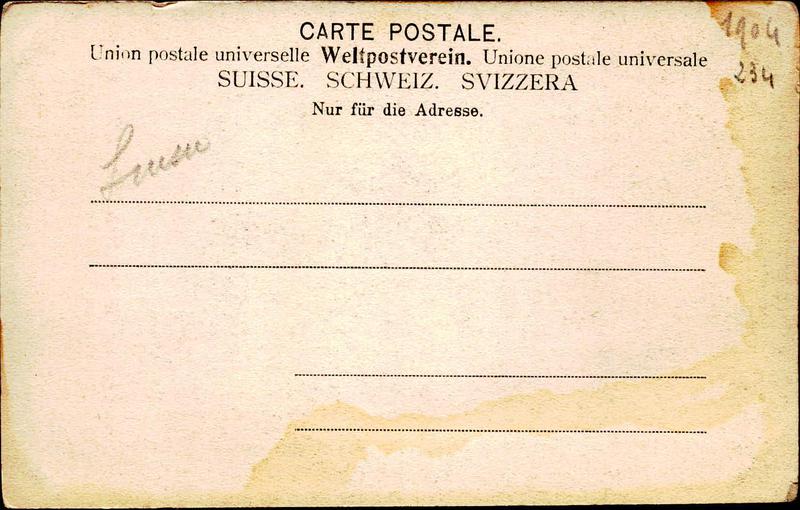 CARTE POSTALE.
Union postale universelle Weltpostverein. Unione postale universale
SUISSE. SCHWEIZ. SVIZZERA
Nur für die Adresse.
1904
234